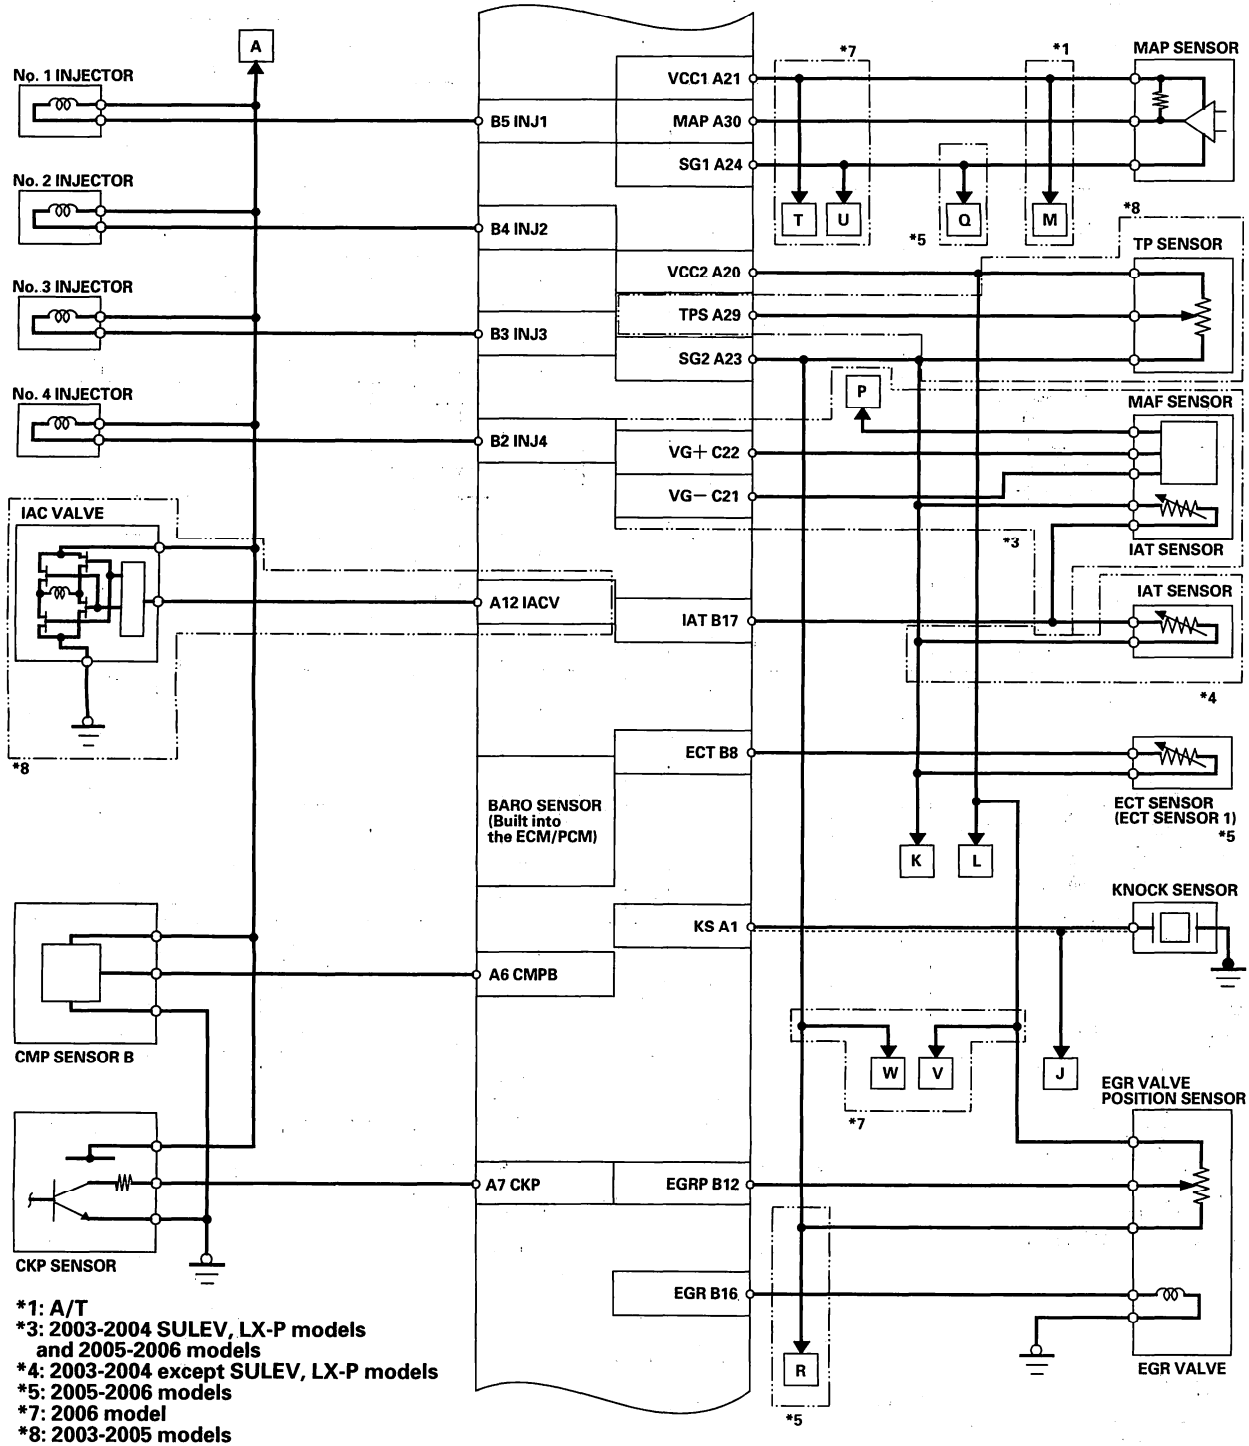 A
No. 1 INJECTOR
B5 INJ1
VCC1 A21
MAP A30
SG1 A24
*7
*1
MAP SENSOR
T
U
*5
Q
M
No. 2 INJECTOR
B4 INJ2
*8
TP SENSOR
VCC2 A20
TPS A29
SG2 A23
No. 3 INJECTOR
B3 INJ3
No. 4 INJECTOR
B2 INJ4
P
MAF SENSOR
VG+ C22
VG− C21
*3
IAT SENSOR
IAC VALVE
A12 IACV
IAT B17
IAT SENSOR
*4
*8
ECT B8
BARO SENSOR
(Built into
the ECM/PCM)
ECT SENSOR
(ECT SENSOR 1)
*5
K
L
KNOCK SENSOR
KS A1
A6 CMPB
CMP SENSOR B
W
V
J
*7
EGR VALVE
POSITION SENSOR
A7 CKP
EGRP B12
CKP SENSOR
EGR B16
R
*5
EGR VALVE
*1: A/T
*3: 2003-2004 SULEV, LX-P models
and 2005-2006 models
*4: 2003-2004 except SULEV, LX-P models
*5: 2005-2006 models
*7: 2006 model
*8: 2003-2005 models